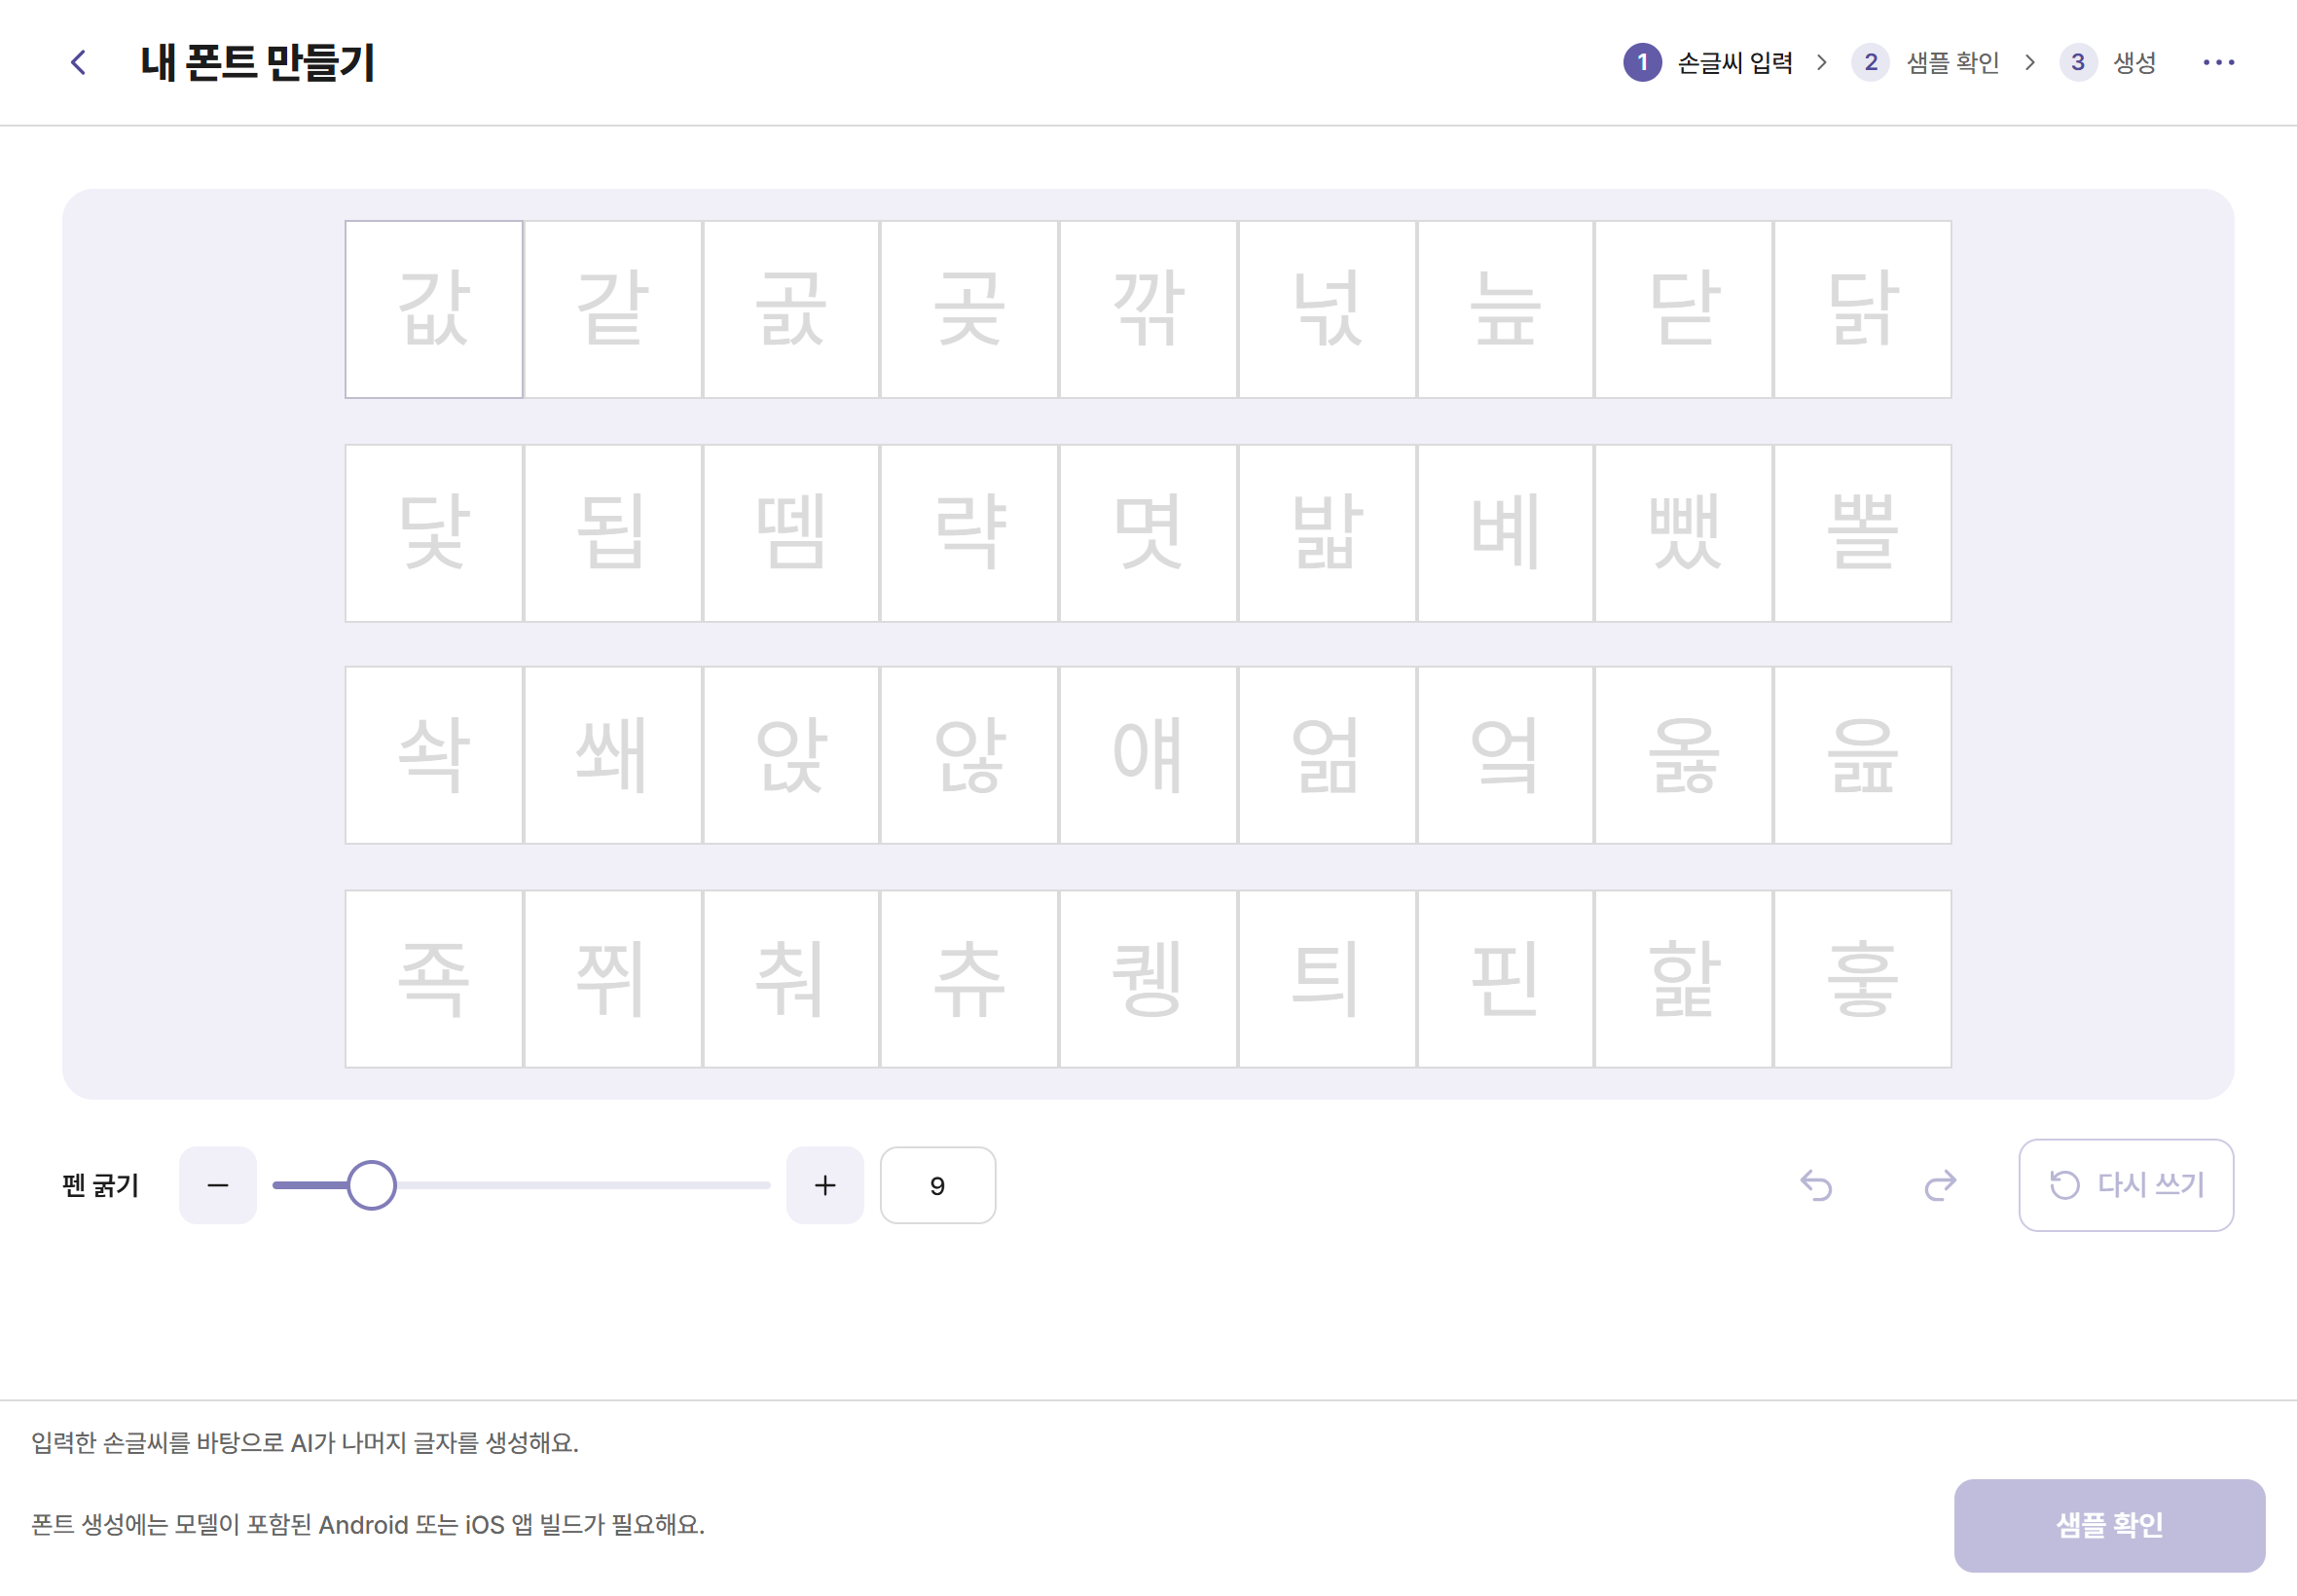 내 폰트 만들기
1 손글씨 입력 > 2 샘플 확인 > 3 생성 ...
값 갈 곬 곶 깎 넋 늪 닫 닭
닻 됩 뗌 략 몃 밟 볘 뺐 뽈
솩 쐐 앉 않 얘 얾 엌 옳 읊
죡 쮜 춰 츄 퀭 틔 핀 핥 훟
펜 굵기 − + 9 다시 쓰기
입력한 손글씨를 바탕으로 AI가 나머지 글자를 생성해요.
폰트 생성에는 모델이 포함된 Android 또는 iOS 앱 빌드가 필요해요.
샘플 확인